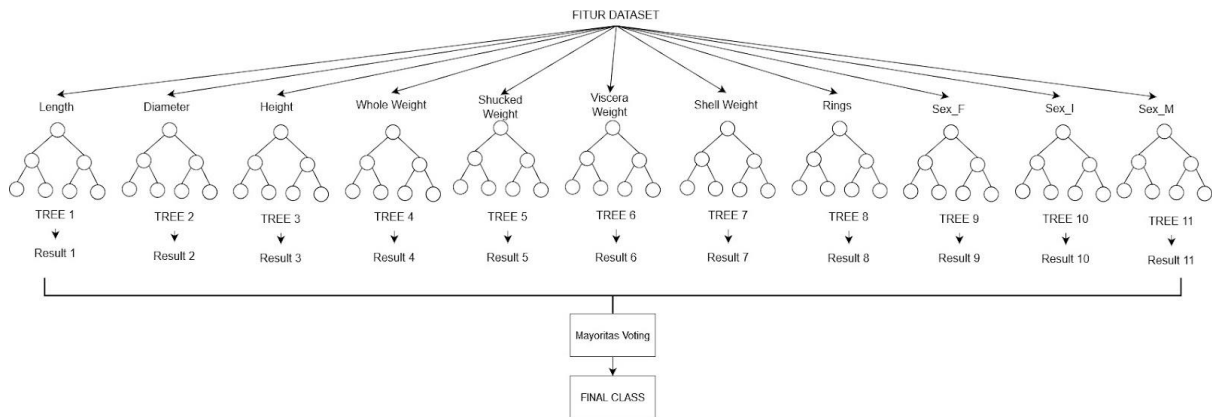 FITUR DATASET
Length
Diameter
Height
Whole Weight
Shucked
Weight
Viscera
Weight
Shell Weight
Rings
Sex_F
Sex_I
Sex_M
TREE 1
TREE 2
TREE 3
TREE 4
TREE 5
TREE 6
TREE 7
TREE 8
TREE 9
TREE 10
TREE 11
Result 1
Result 2
Result 3
Result 4
Result 5
Result 6
Result 7
Result 8
Result 9
Result 10
Result 11
Mayoritas Voting
FINAL CLASS